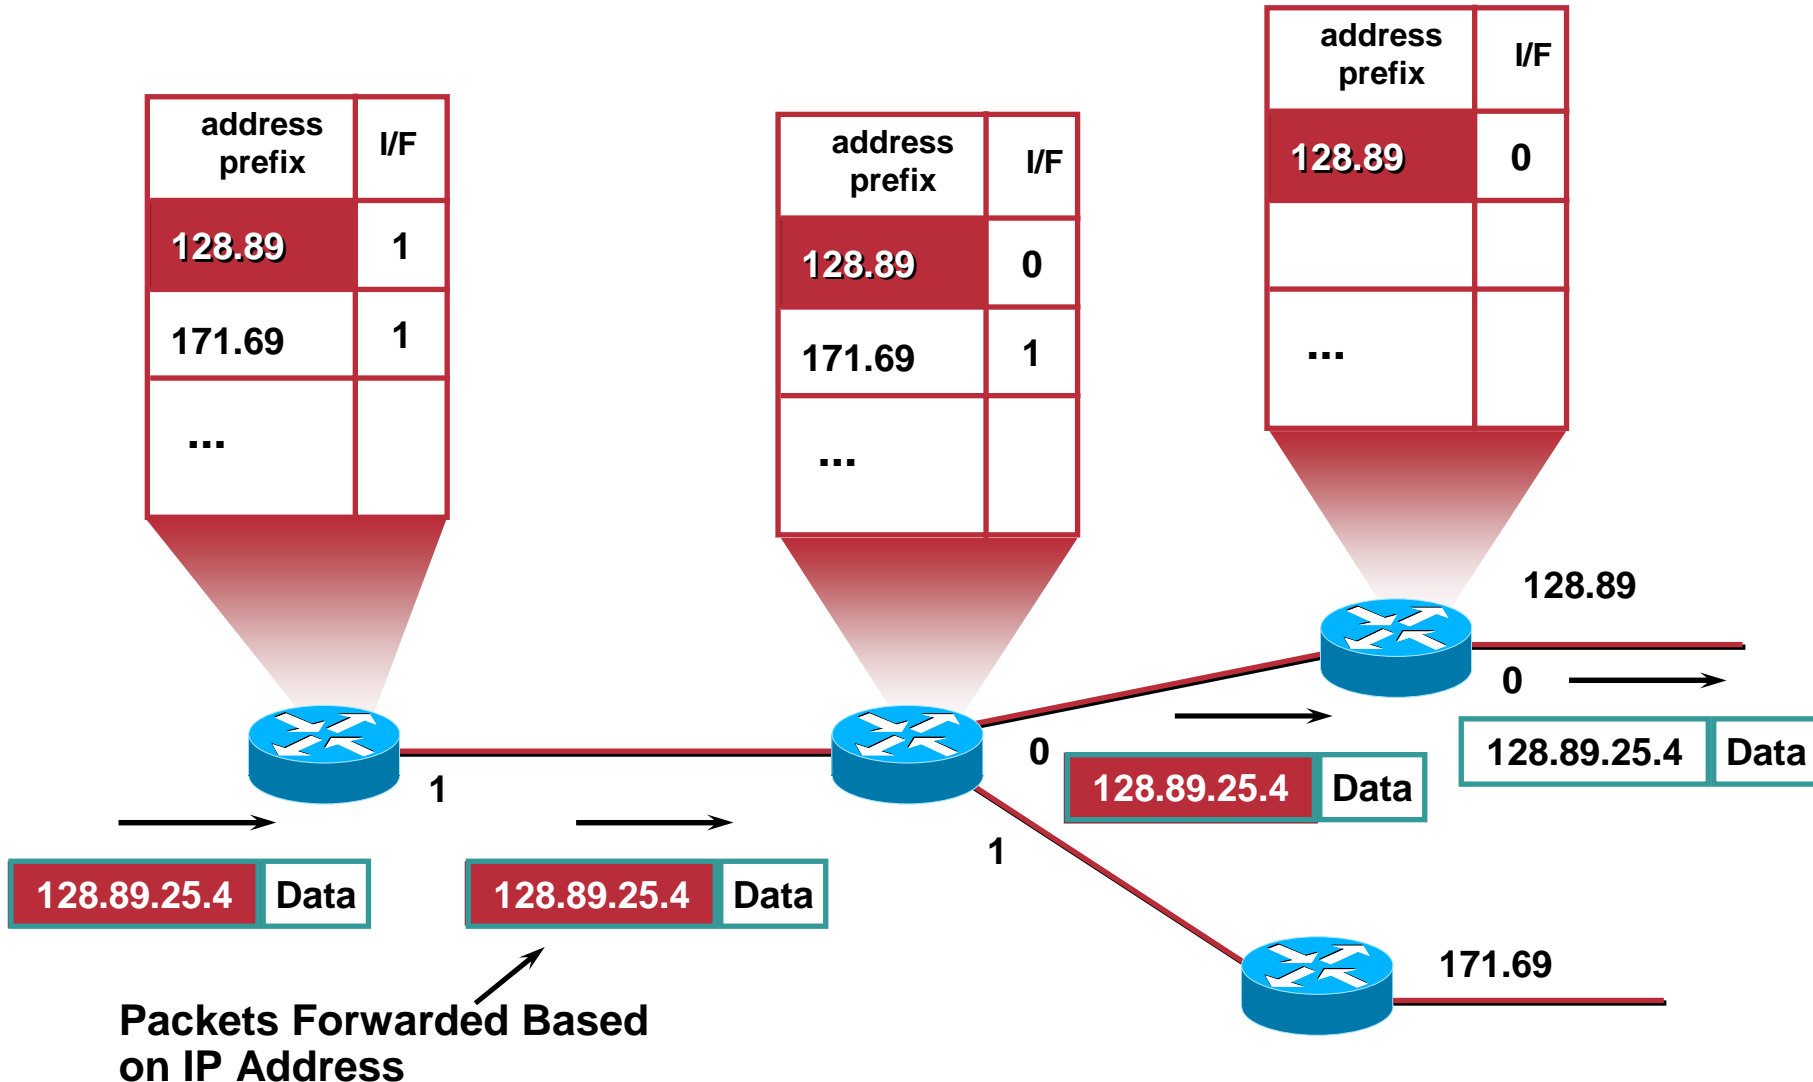 address
prefix
I/F
128.89
1
171.69
1
...
address
prefix
I/F
128.89
0
171.69
1
...
address
prefix
I/F
128.89
0
...
128.89
0
128.89.25.4 Data
0
128.89.25.4 Data
1
1
128.89.25.4 Data
128.89.25.4 Data
171.69
Packets Forwarded Based
on IP Address